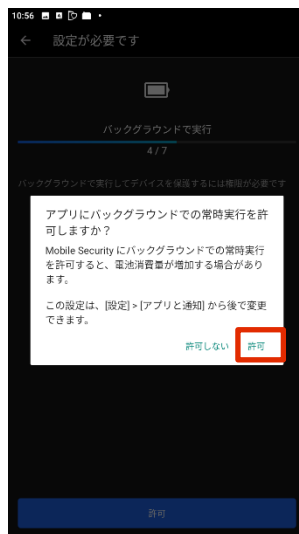 10:56
設定が必要です
バックグラウンドで実行
4 / 7
バックグラウンドで実行してデバイスを保護するには権限が必要です
アプリにバックグラウンドでの常時実行を許
可しますか？
Mobile Security にバックグラウンドでの常時実行
を許可すると、電池消費量が増加する場合があり
ます。
この設定は、[設定] > [アプリと通知] から後で変更
できます。
許可しない 許可
許可